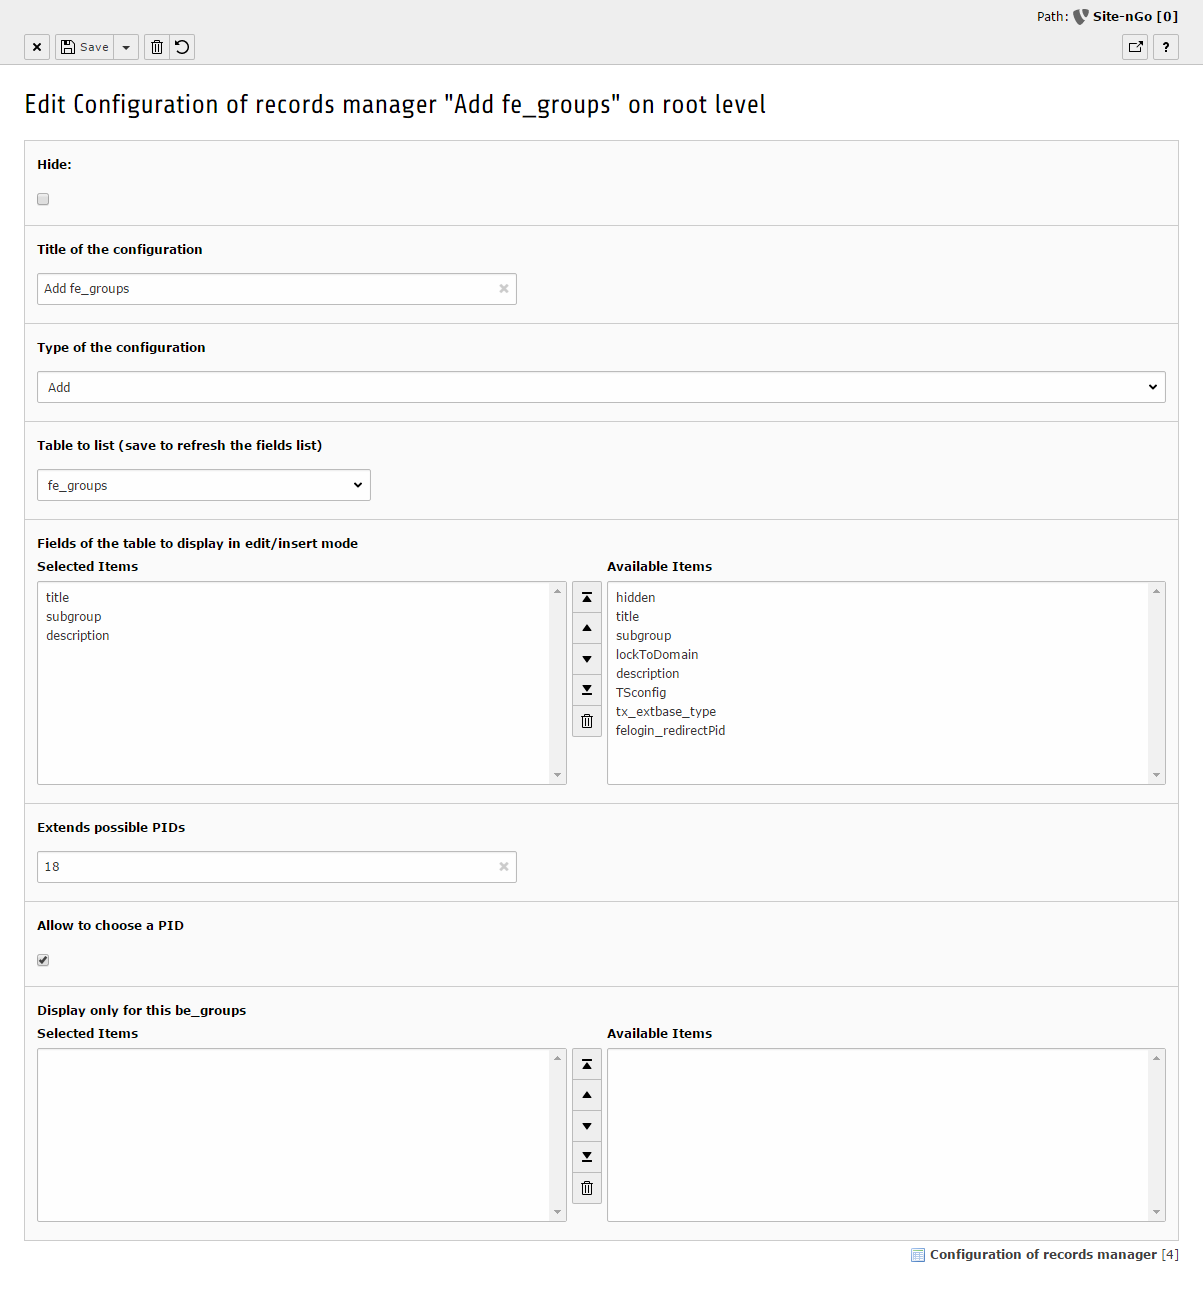 Path: Site-nGo [0]
Save
?
Edit Configuration of records manager "Add fe_groups" on root level
Hide:
Title of the configuration
Add fe_groups
Type of the configuration
Add
Table to list (save to refresh the fields list)
fe_groups
Fields of the table to display in edit/insert mode
Selected Items
Available Items
title
subgroup
description
hidden
title
subgroup
lockToDomain
description
TSconfig
tx_extbase_type
felogin_redirectPid
Extends possible PIDs
18
Allow to choose a PID
Display only for this be_groups
Selected Items
Available Items
Configuration of records manager [4]